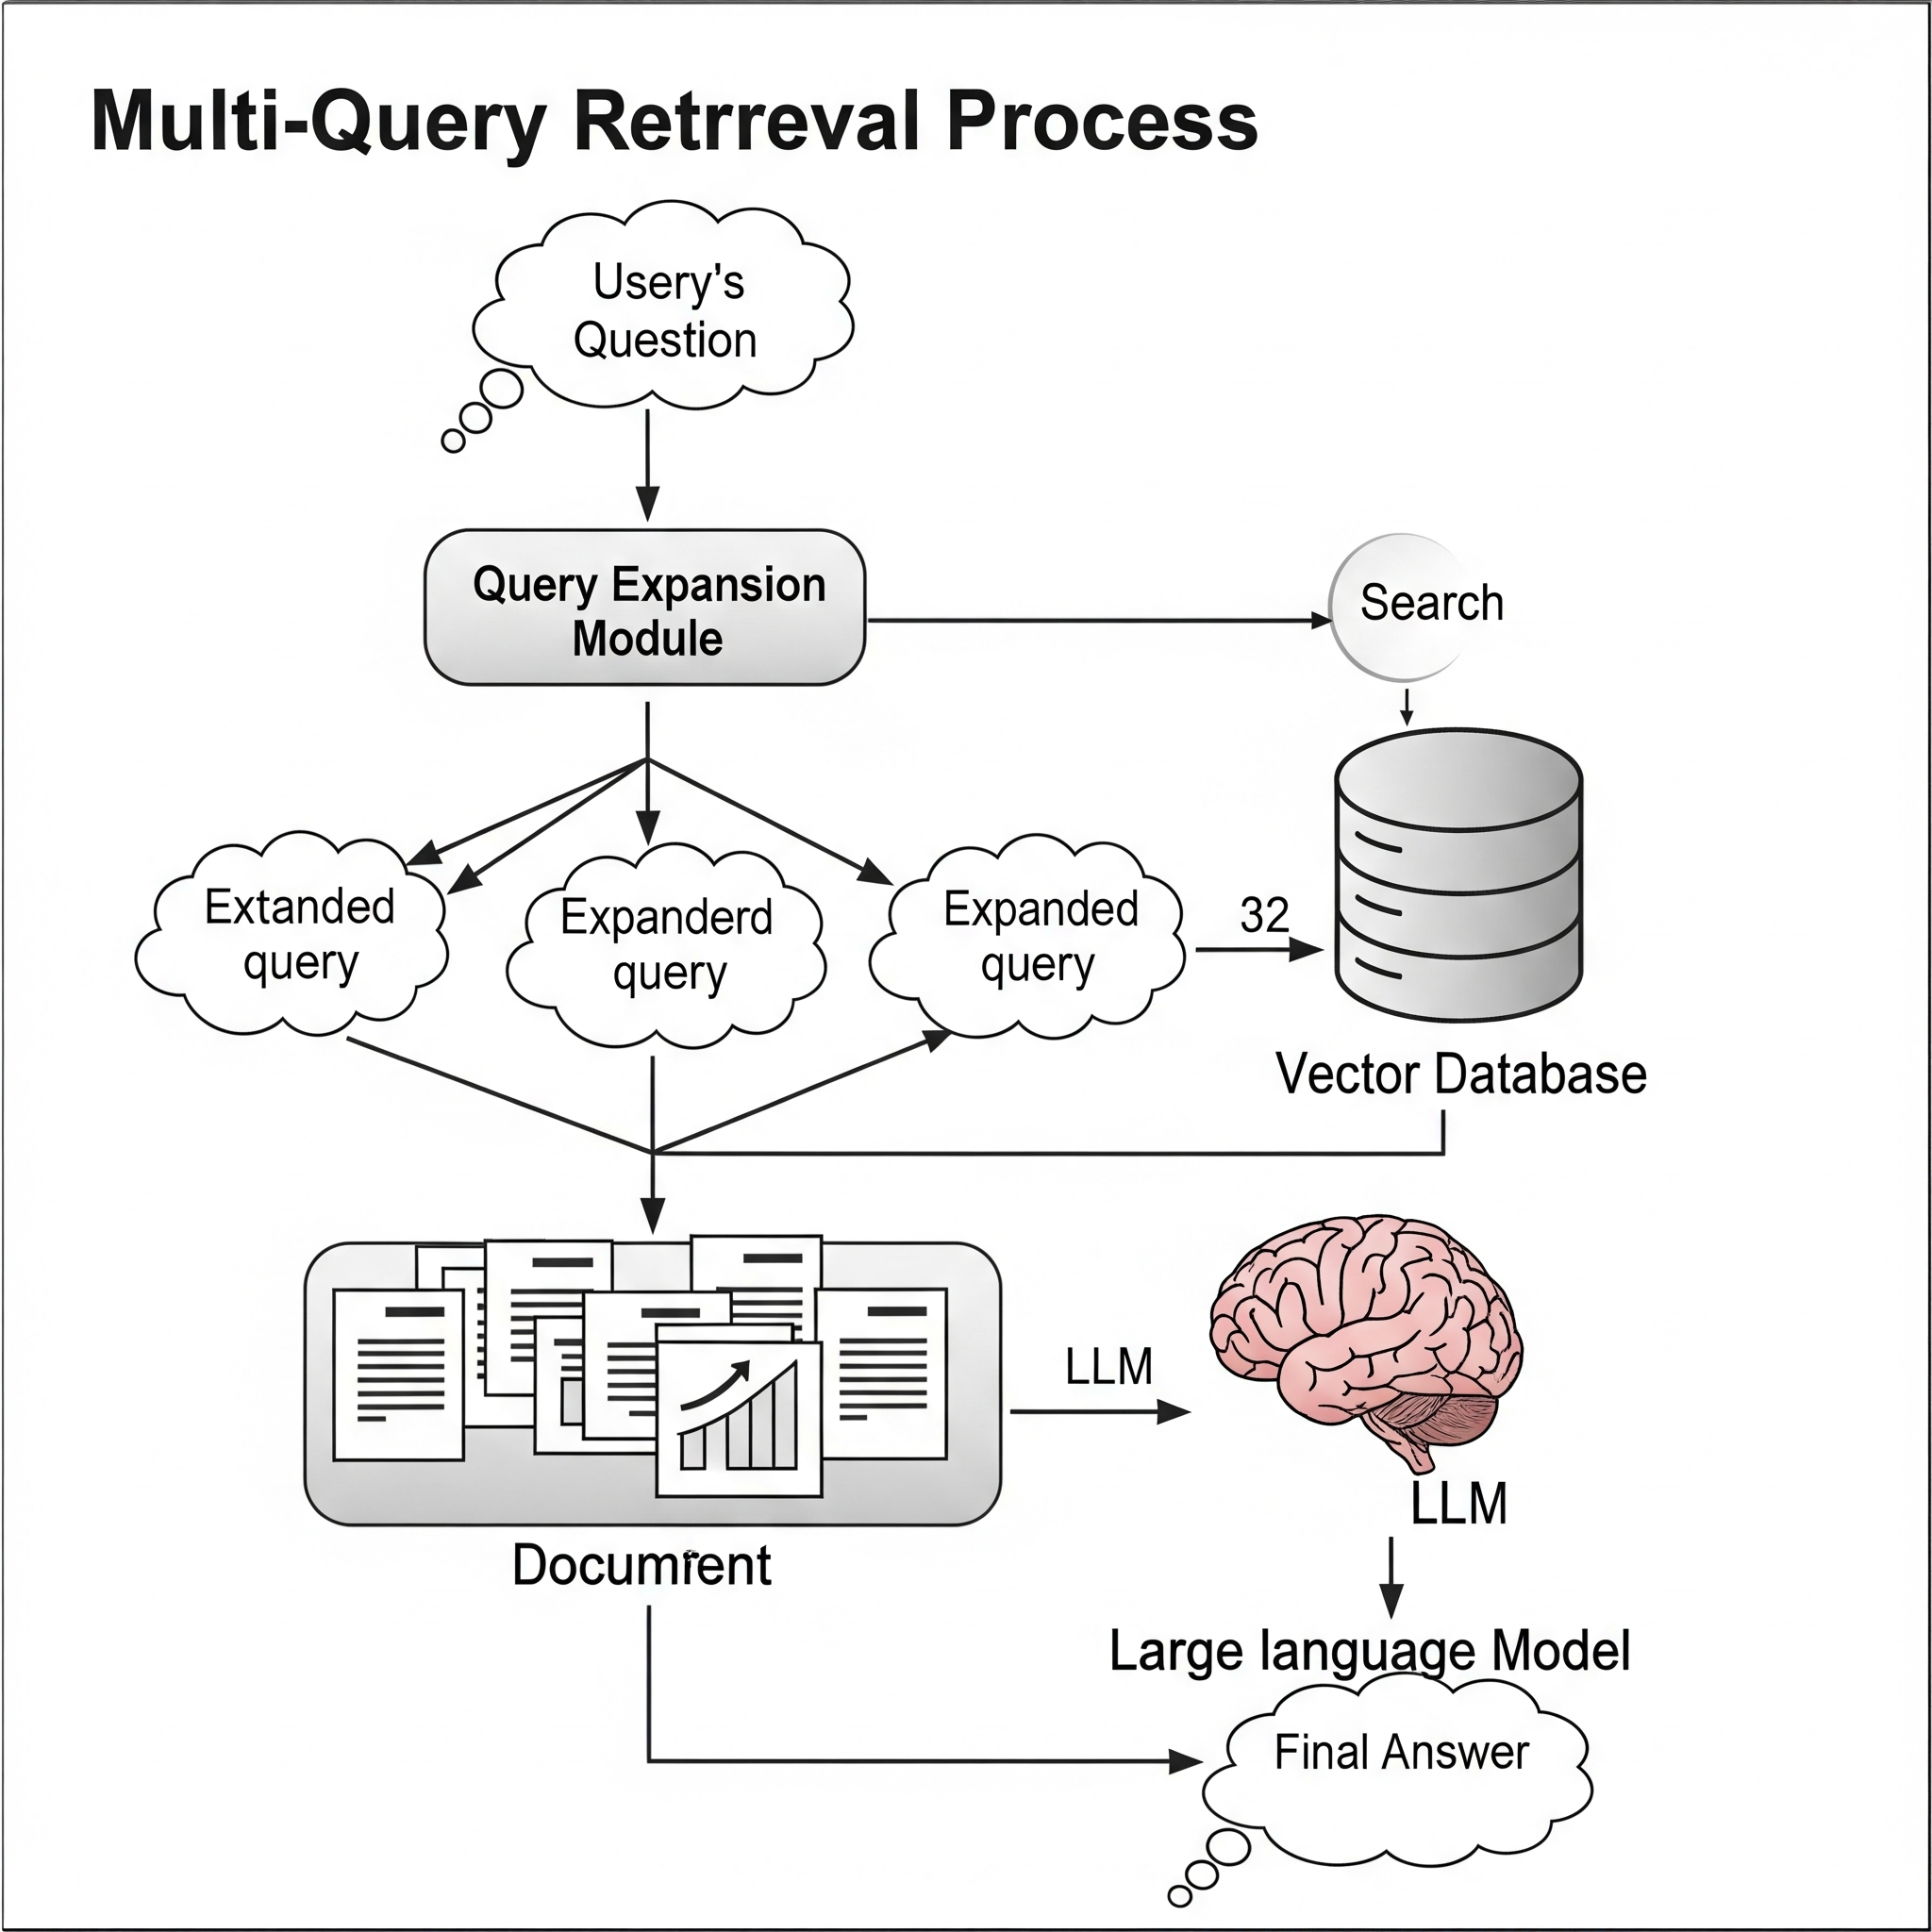 Multi-Query Retrreval Process
Usery's
Question
Query Expansion
Module
Search
Extanded
query
Expanderd
query
Expanded
query
32
Vector Database
LLM
LLM
Documrent
Large language Model
Final Answer